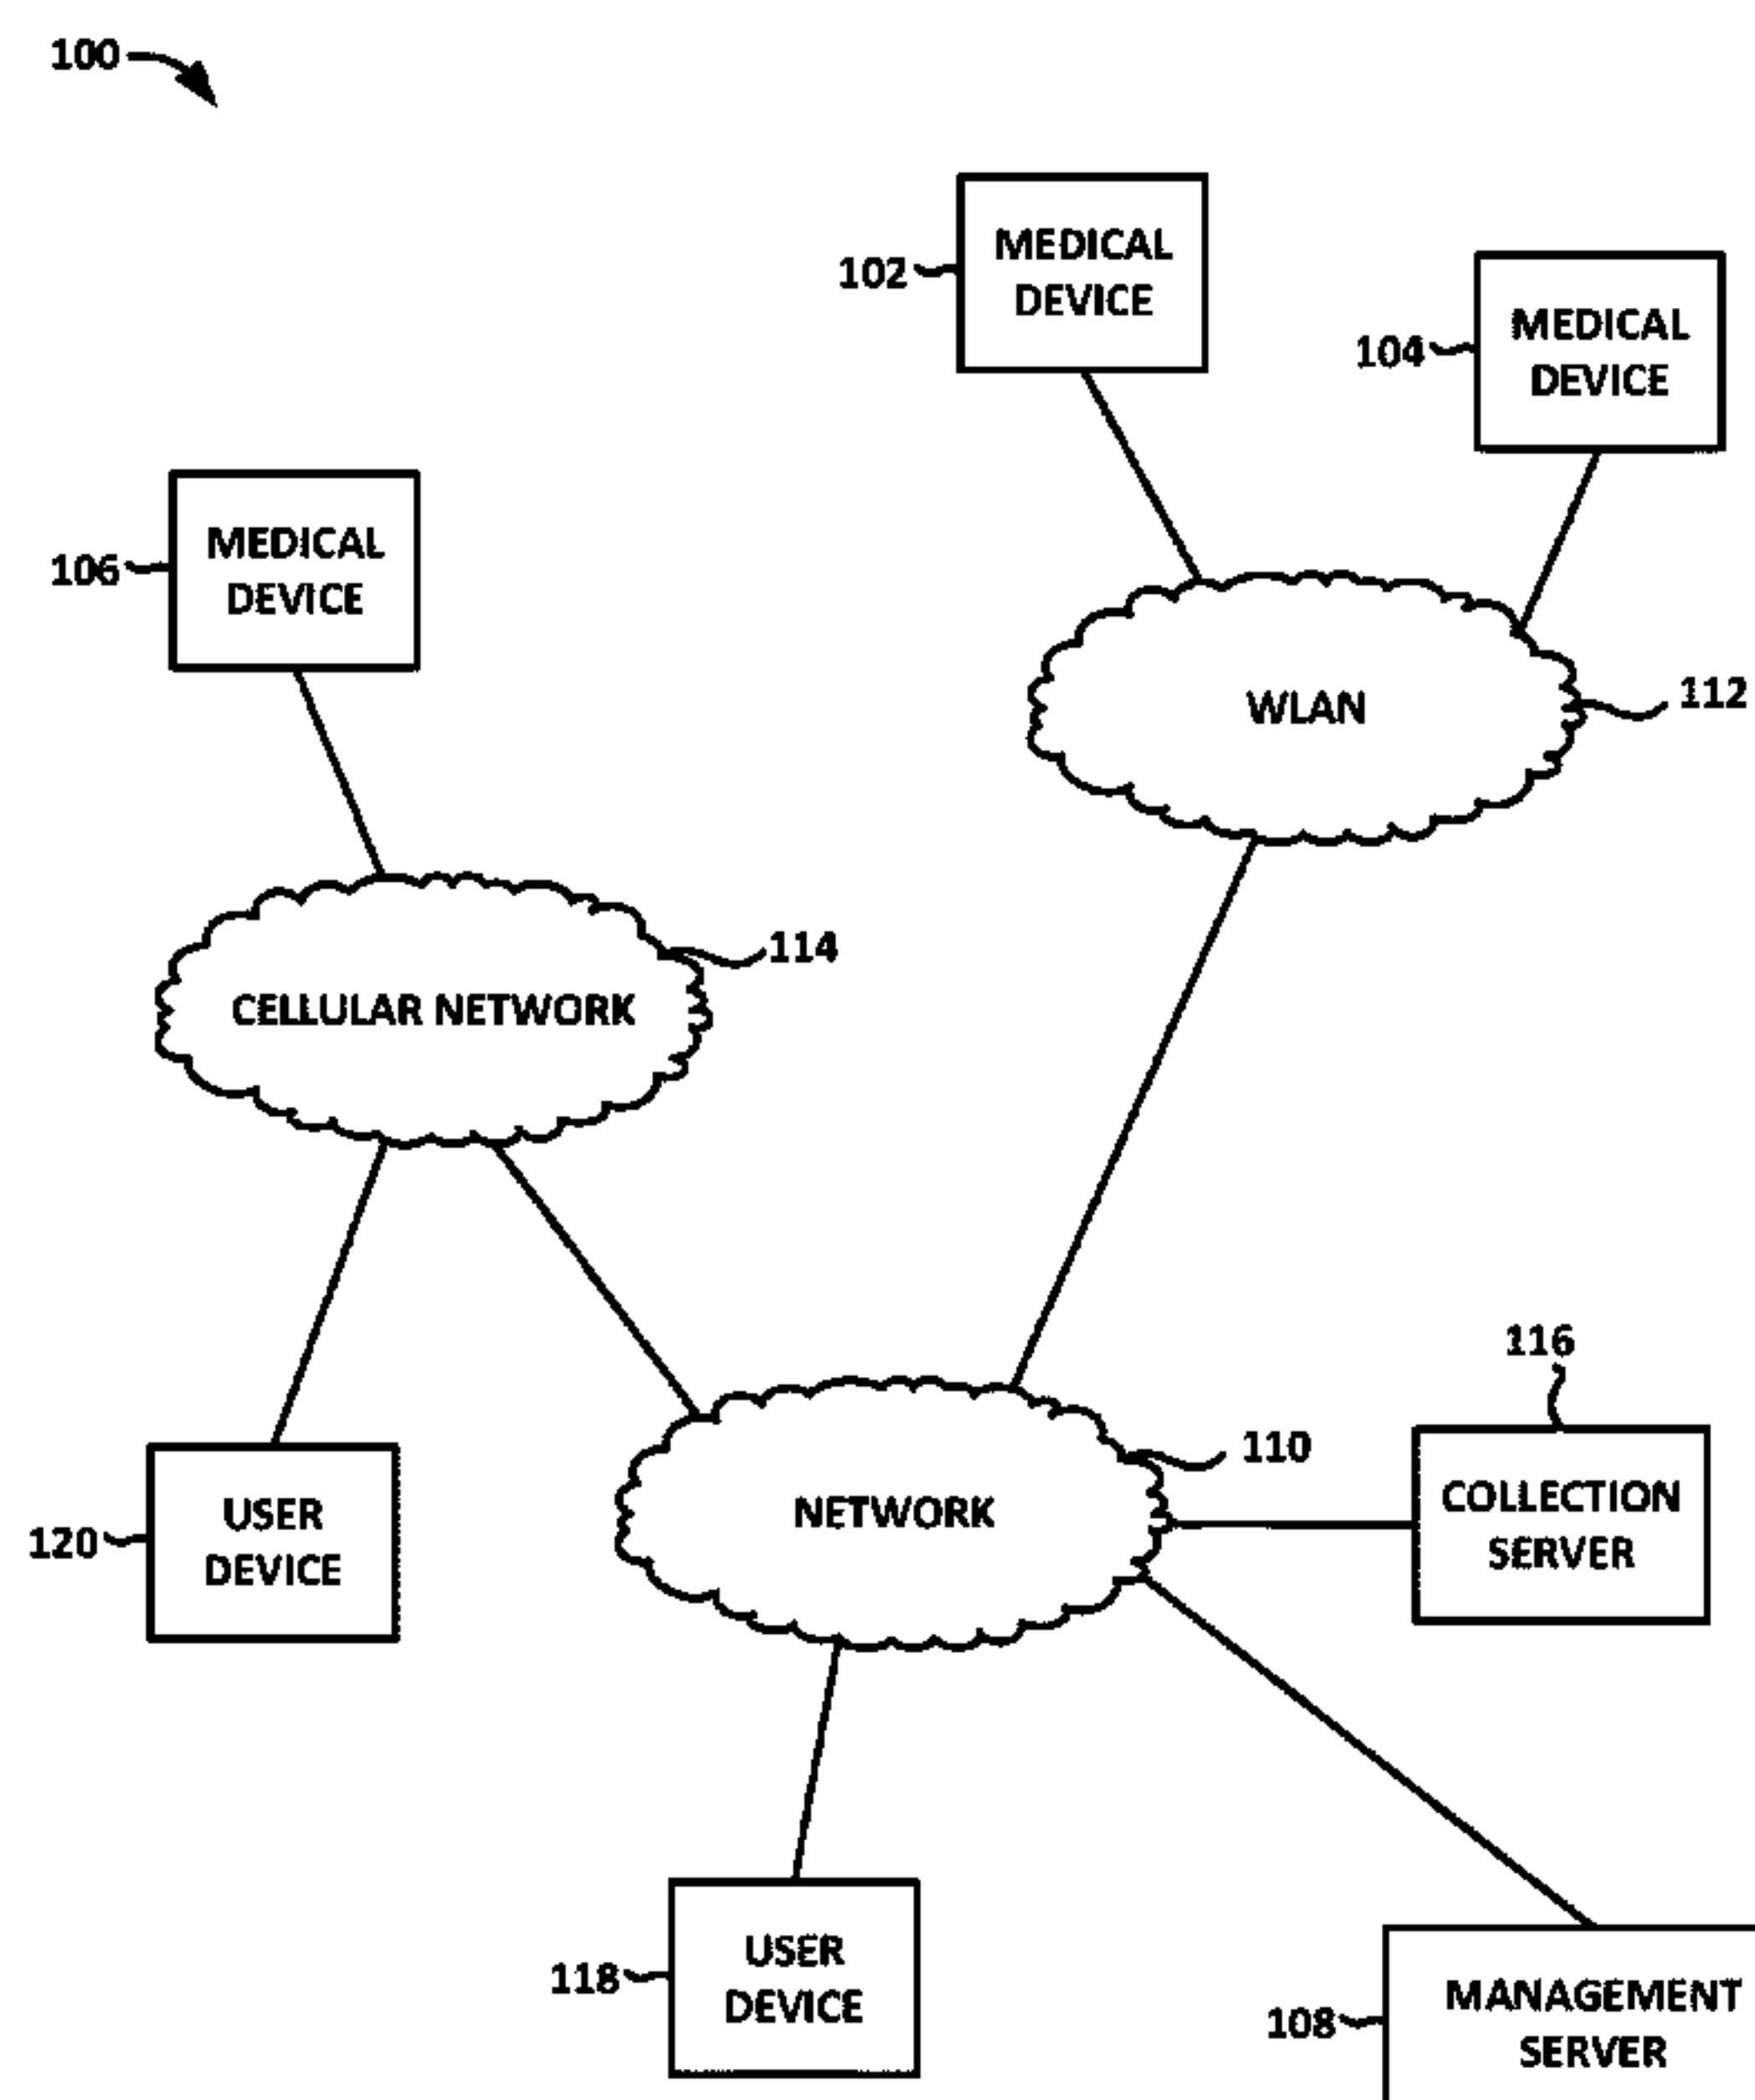 100
102
MEDICAL
DEVICE
104
MEDICAL
DEVICE
106
MEDICAL
DEVICE
WLAN
112
114
CELLULAR NETWORK
116
110
COLLECTION
SERVER
NETWORK
120
USER
DEVICE
118
USER
DEVICE
108
MANAGEMENT
SERVER